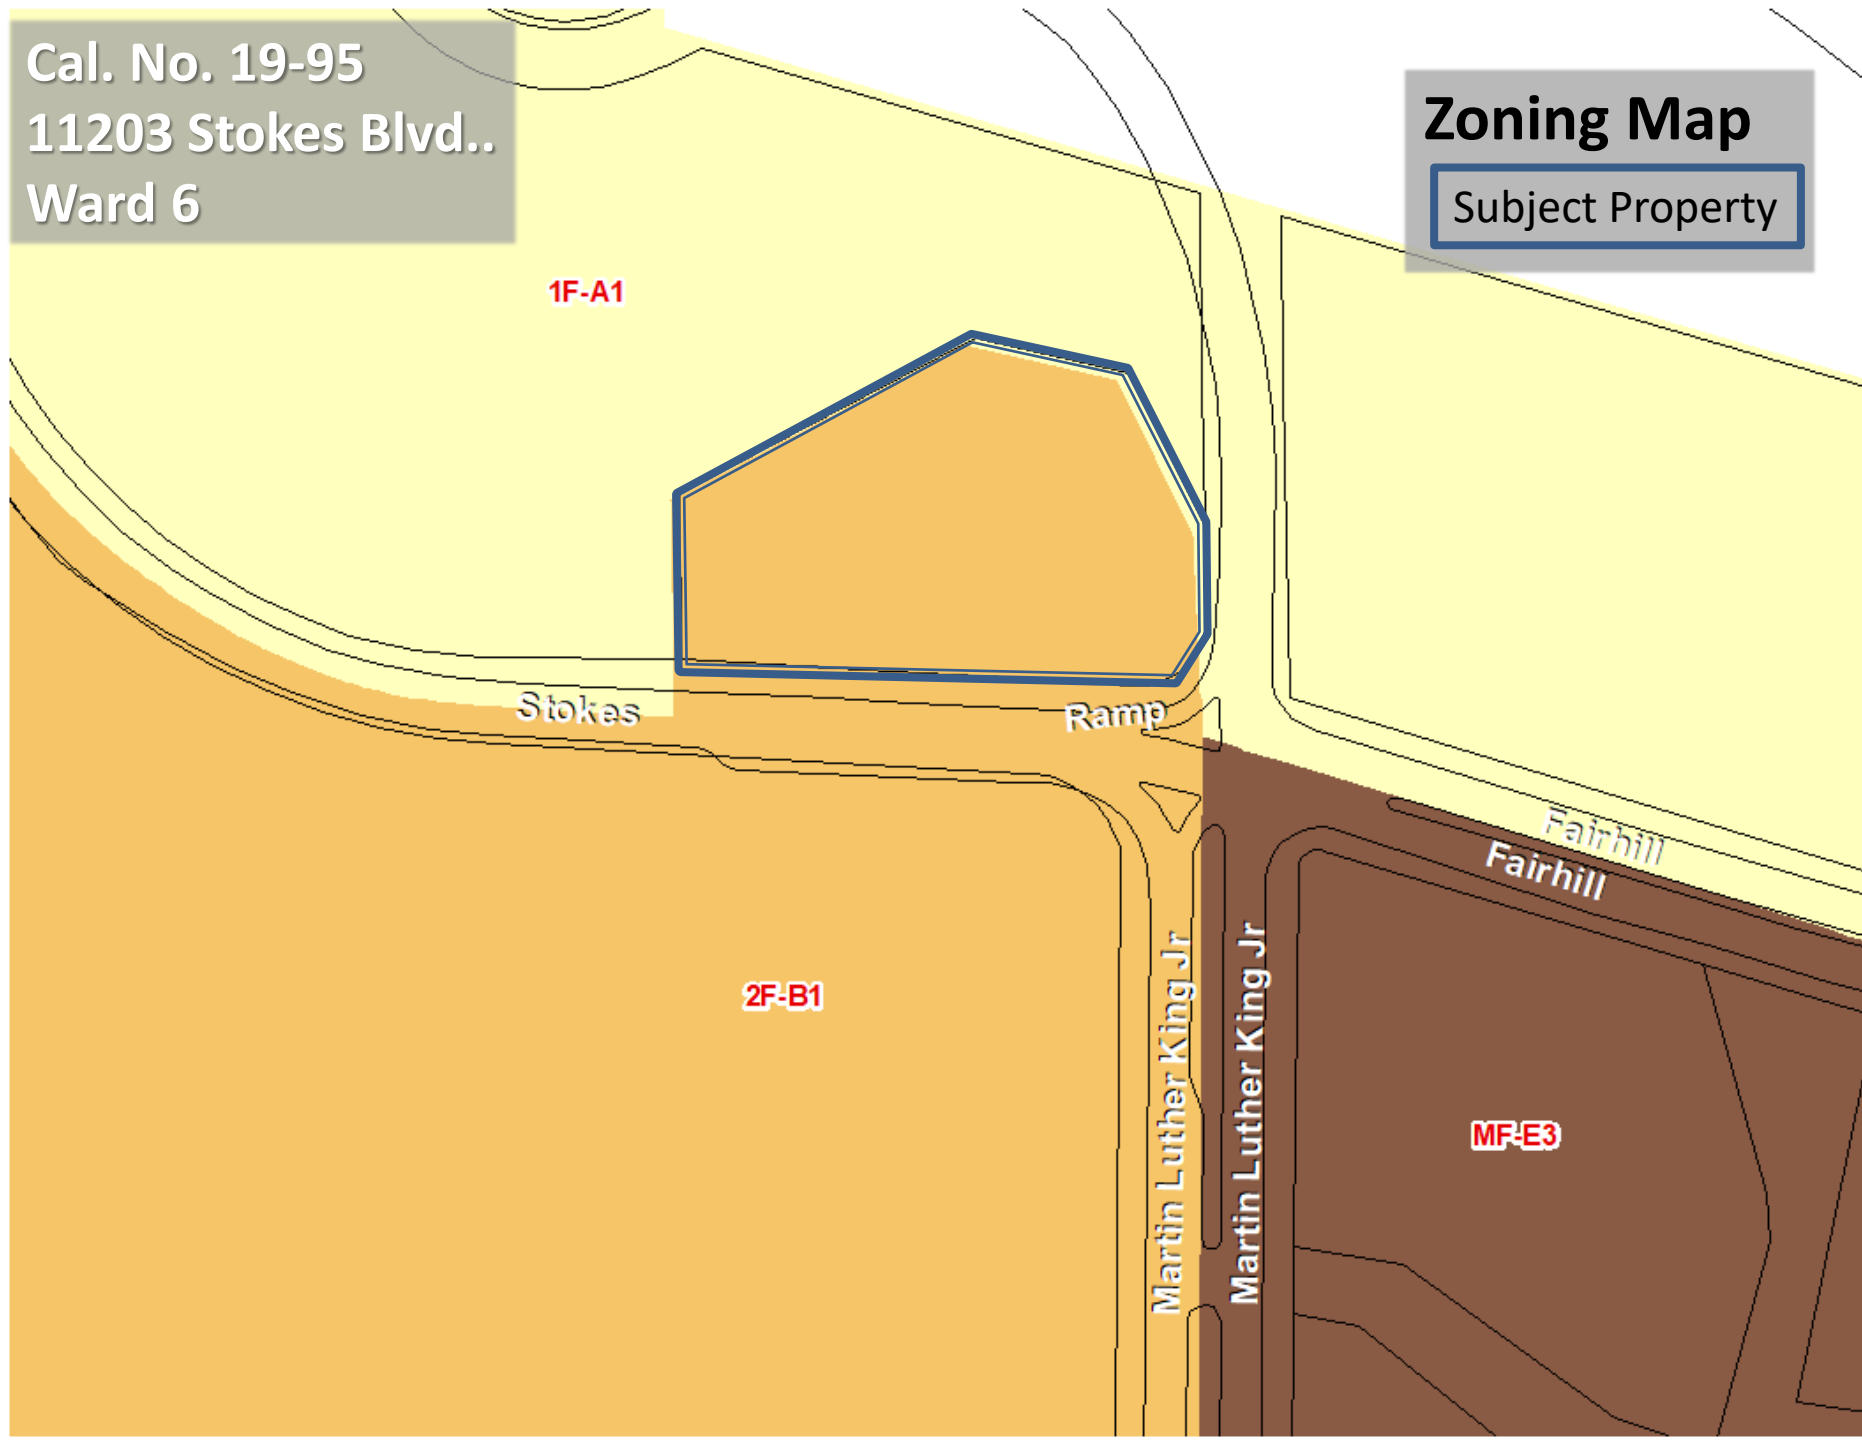 Cal. No. 19-95
11203 Stokes Blvd..
Ward 6
Zoning Map
Subject Property
1F-A1
Stokes
Ramp
Fairhill
Fairhill
2F-B1
Martin Luther King Jr
Martin Luther King Jr
MF-E3